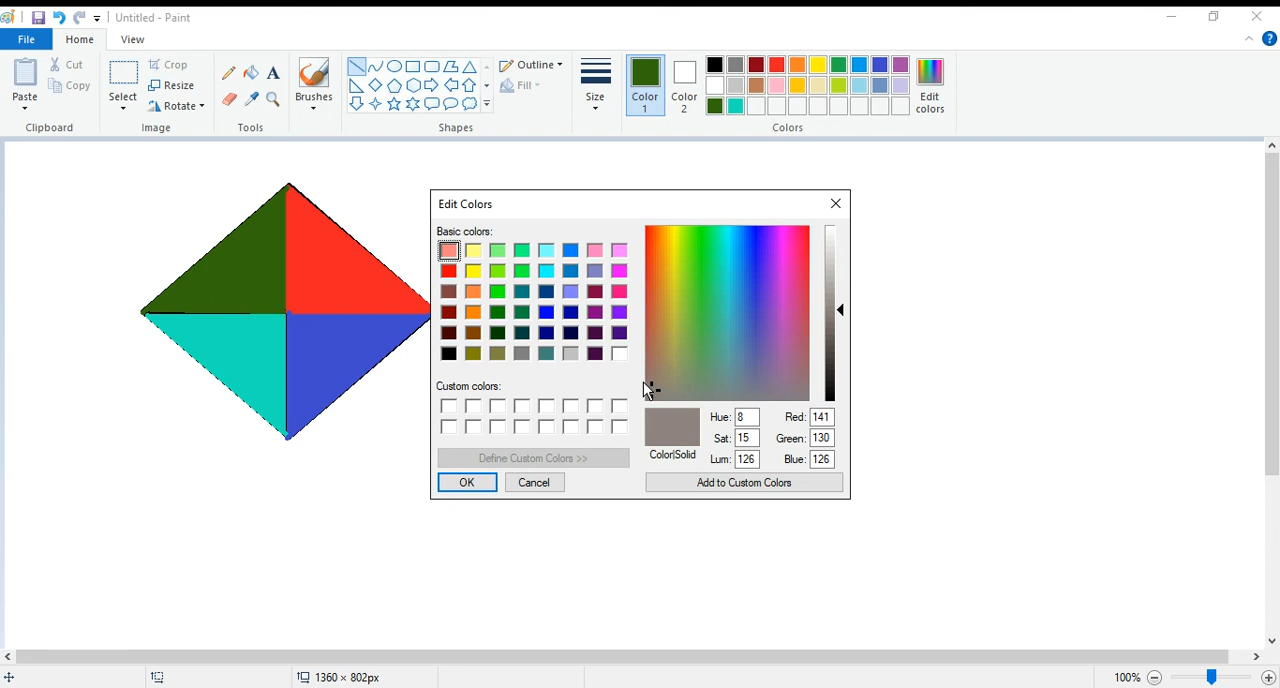 Untitled - Paint
File
Home
View
Paste
Cut
Copy
Clipboard
Select
Crop
Resize
Rotate
Image
A
Tools
Brushes
Outline
Fill
Shapes
Size
Color 1
Color 2
Edit colors
Colors
Edit Colors
Basic colors:
Custom colors:
Define Custom Colors >>
OK
Cancel
Hue: 8
Sat: 15
Lum: 126
Red: 141
Green: 130
Blue: 126
Color|Solid
Add to Custom Colors
1360 × 802px
100%